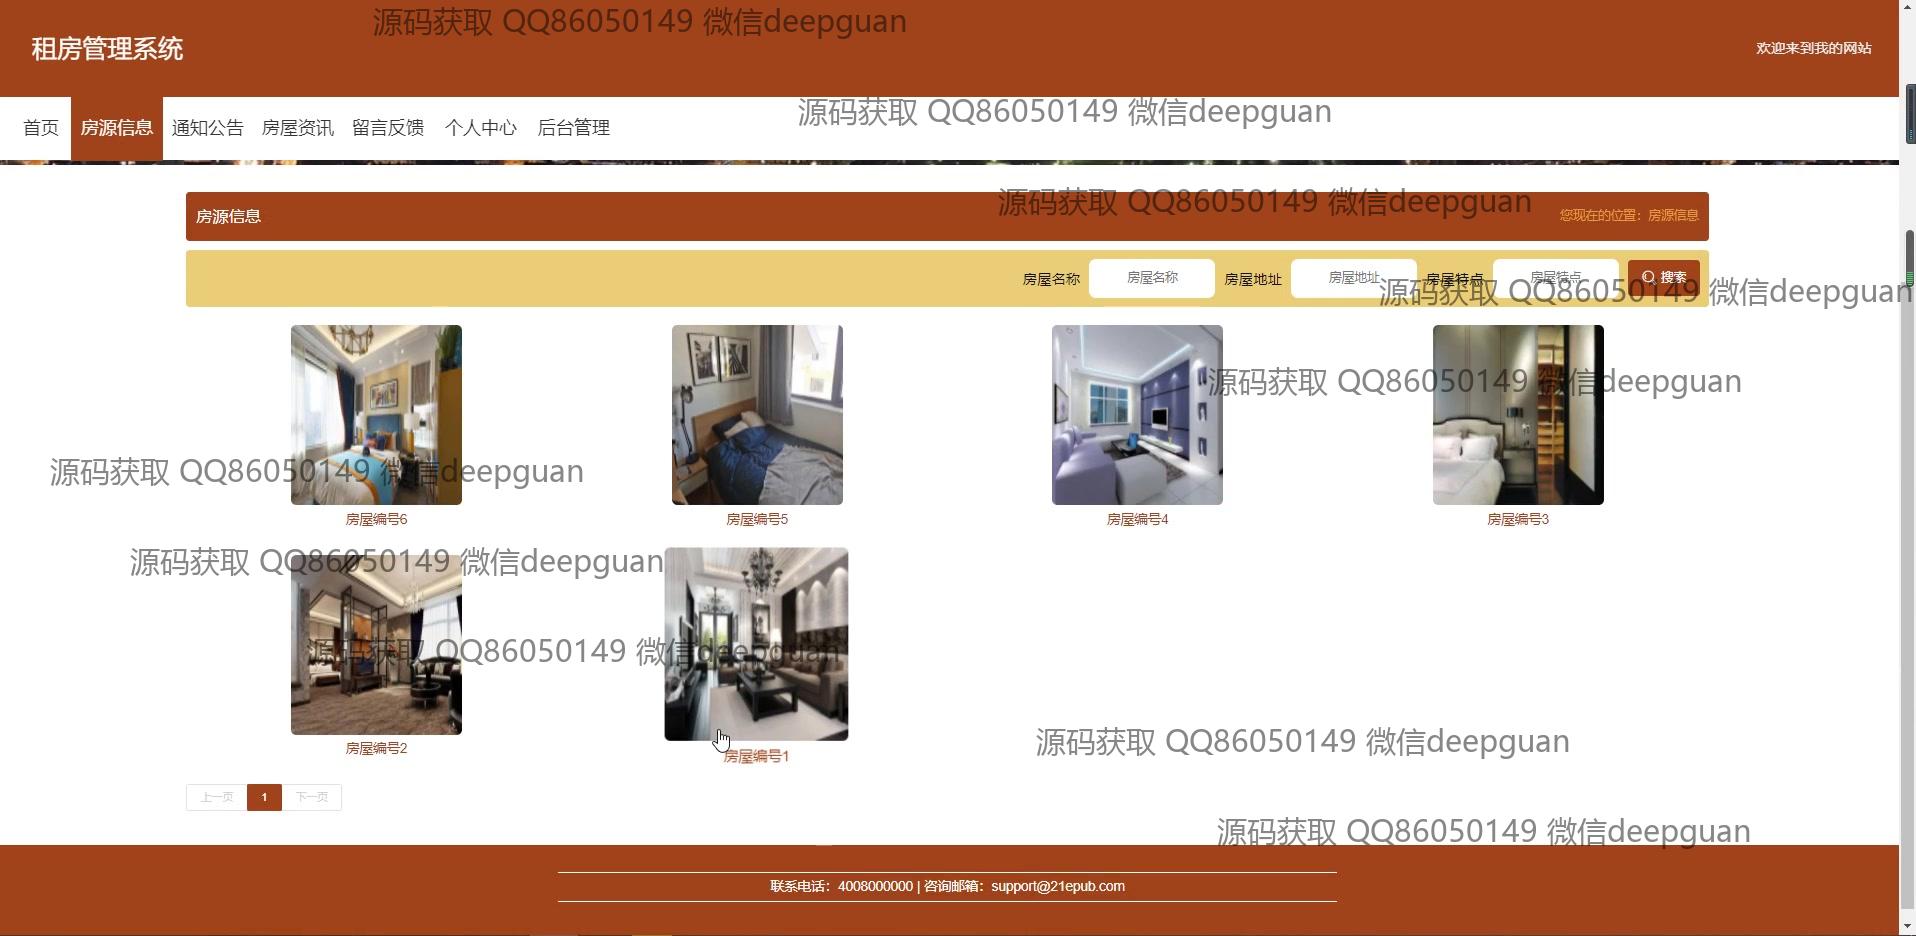 源码获取 QQ86050149 微信deepguan
租房管理系统
欢迎来到我的网站
源码获取 QQ86050149 微信deepguan
首页 房源信息 通知公告 房屋资讯 留言反馈 个人中心 后台管理
源码获取 QQ86050149 微信deepguan
房源信息
您现在的位置：房源信息
房屋名称 房屋名称 房屋地址 房屋地址 房屋特点 房屋特点 搜索
源码获取 QQ86050149 微信deepguan
源码获取 QQ86050149 微信deepguan
源码获取 QQ86050149 微信deepguan
房屋编号6 房屋编号5 房屋编号4 房屋编号3
源码获取 QQ86050149 微信deepguan
源码获取 QQ86050149 微信deepguan
源码获取 QQ86050149 微信deepguan
房屋编号2 房屋编号1
上一页 1 下一页
源码获取 QQ86050149 微信deepguan
联系电话：4008000000 | 咨询邮箱：support@21epub.com